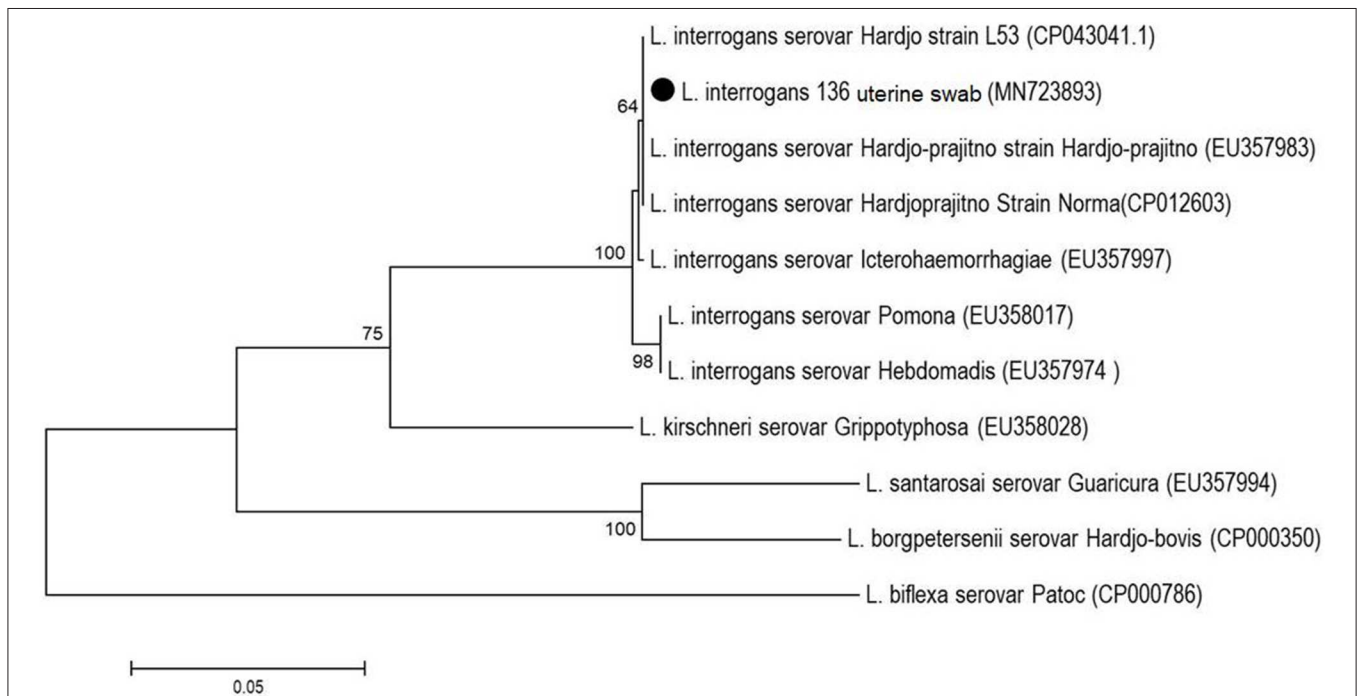 L. interrogans serovar Hardjo strain L53 (CP043041.1)
L. interrogans 136 uterine swab (MN723893)
64
L. interrogans serovar Hardjo-prajitno strain Hardjo-prajitno (EU357983)
L. interrogans serovar Hardjoprajitno Strain Norma(CP012603)
100
L. interrogans serovar Icterohaemorrhagiae (EU357997)
L. interrogans serovar Pomona (EU358017)
75
98
L. interrogans serovar Hebdomadis (EU357974 )
L. kirschneri serovar Grippotyphosa (EU358028)
L. santarosai serovar Guaricura (EU357994)
100
L. borgpetersenii serovar Hardjo-bovis (CP000350)
L. biflexa serovar Patoc (CP000786)
0.05